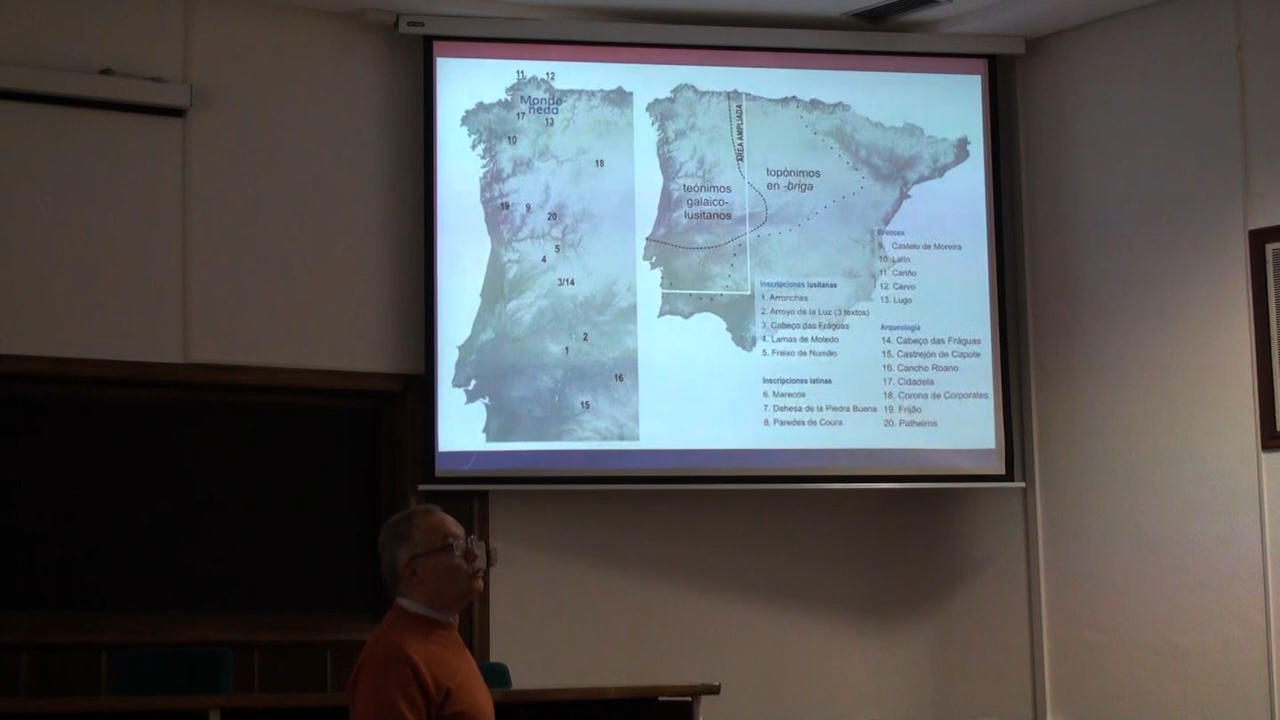 11
12
Mondo-
ñedo
17
13
10
18
19
9
20
5
4
3/14
2
1
16
15
ÁREA AMPLIADA
teónimos
galaico-
lusitanos
topónimos
en -briga
Inscripciones lusitanas
1. Arronches
2. Arroyo de la Luz (3 textos)
3. Cabeço das Fráguas
4. Lamas de Moledo
5. Freixo de Numão
Inscripciones latinas
6. Marecos
7. Dehesa de la Piedra Buena
8. Paredes de Coura
Bronces
9. Castelo de Moreira
10. Lalín
11. Cariño
12. Cervo
13. Lugo
Arqueología
14. Cabeço das Fráguas
15. Castrejón de Capote
16. Cancho Roano
17. Cidadela
18. Corona de Corporales
19. Frijão
20. Palheiros